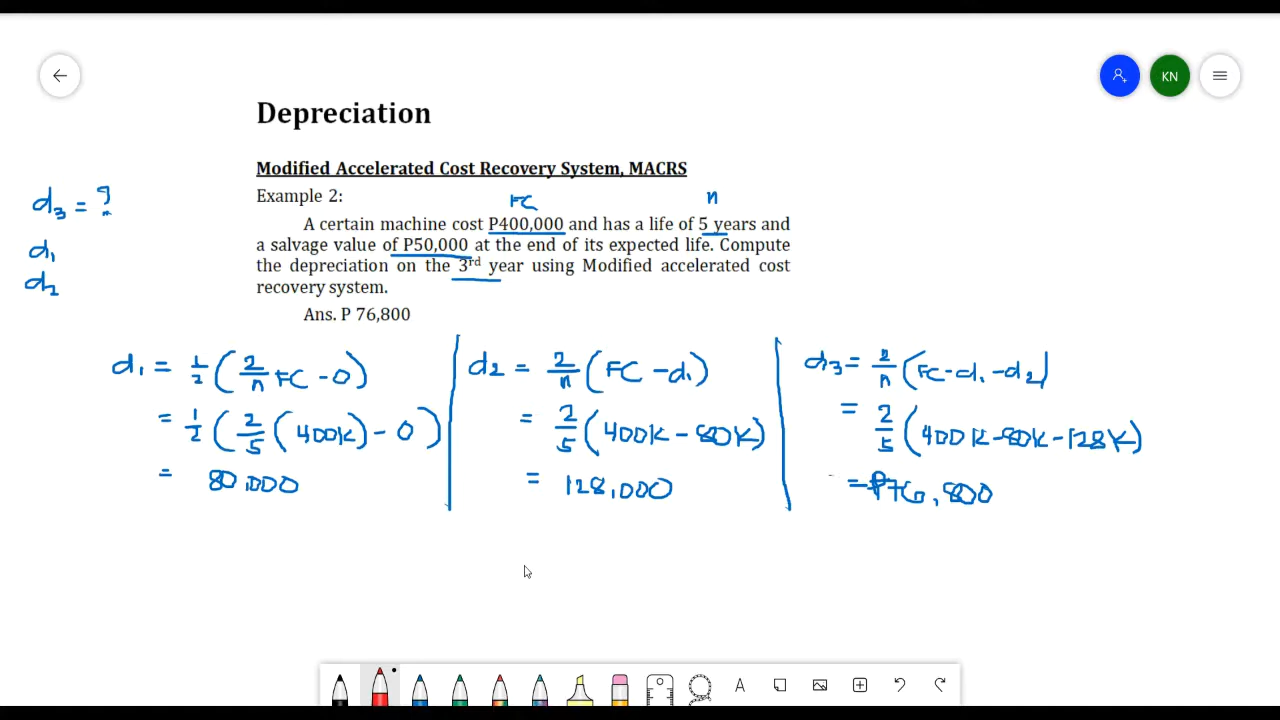 KN
Depreciation
Modified Accelerated Cost Recovery System, MACRS
Example 2:
FC
n
A certain machine cost P400,000 and has a life of 5 years and
a salvage value of P50,000 at the end of its expected life. Compute
the depreciation on the 3rd year using Modified accelerated cost
recovery system.
Ans. P 76,800
d3 = ?
d1
d2
d1 = 1/2 (2/n FC - 0)
= 1/2 (2/5 (400K) - 0)
= 80,000
d2 = 2/n (FC - d1)
= 2/5 (400K - 80K)
= 128,000
d3 = 2/n (FC - d1 - d2)
= 2/5 (400K - 80K - 128K)
= P76,800
A